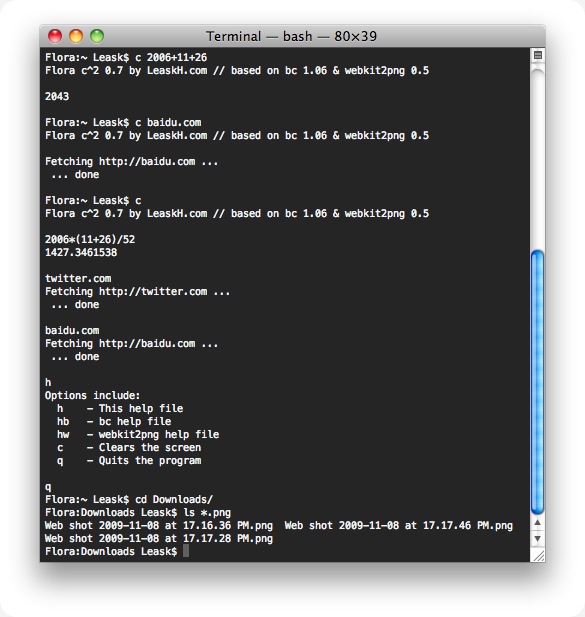 Terminal — bash — 80×39
Flora:~ Leask$ c 2006+11+26
Flora c^2 0.7 by LeaskH.com // based on bc 1.06 & webkit2png 0.5
2043
Flora:~ Leask$ c baidu.com
Flora c^2 0.7 by LeaskH.com // based on bc 1.06 & webkit2png 0.5
Fetching http://baidu.com ...
 ... done
Flora:~ Leask$ c
Flora c^2 0.7 by LeaskH.com // based on bc 1.06 & webkit2png 0.5
2006*(11+26)/52
1427.3461538
twitter.com
Fetching http://twitter.com ...
 ... done
baidu.com
Fetching http://baidu.com ...
 ... done
h
Options include:
  h    - This help file
  hb   - bc help file
  hw   - webkit2png help file
  c    - Clears the screen
  q    - Quits the program
q
Flora:~ Leask$ cd Downloads/
Flora:Downloads Leask$ ls *.png
Web shot 2009-11-08 at 17.16.36 PM.png  Web shot 2009-11-08 at 17.17.46 PM.png
Web shot 2009-11-08 at 17.17.28 PM.png
Flora:Downloads Leask$